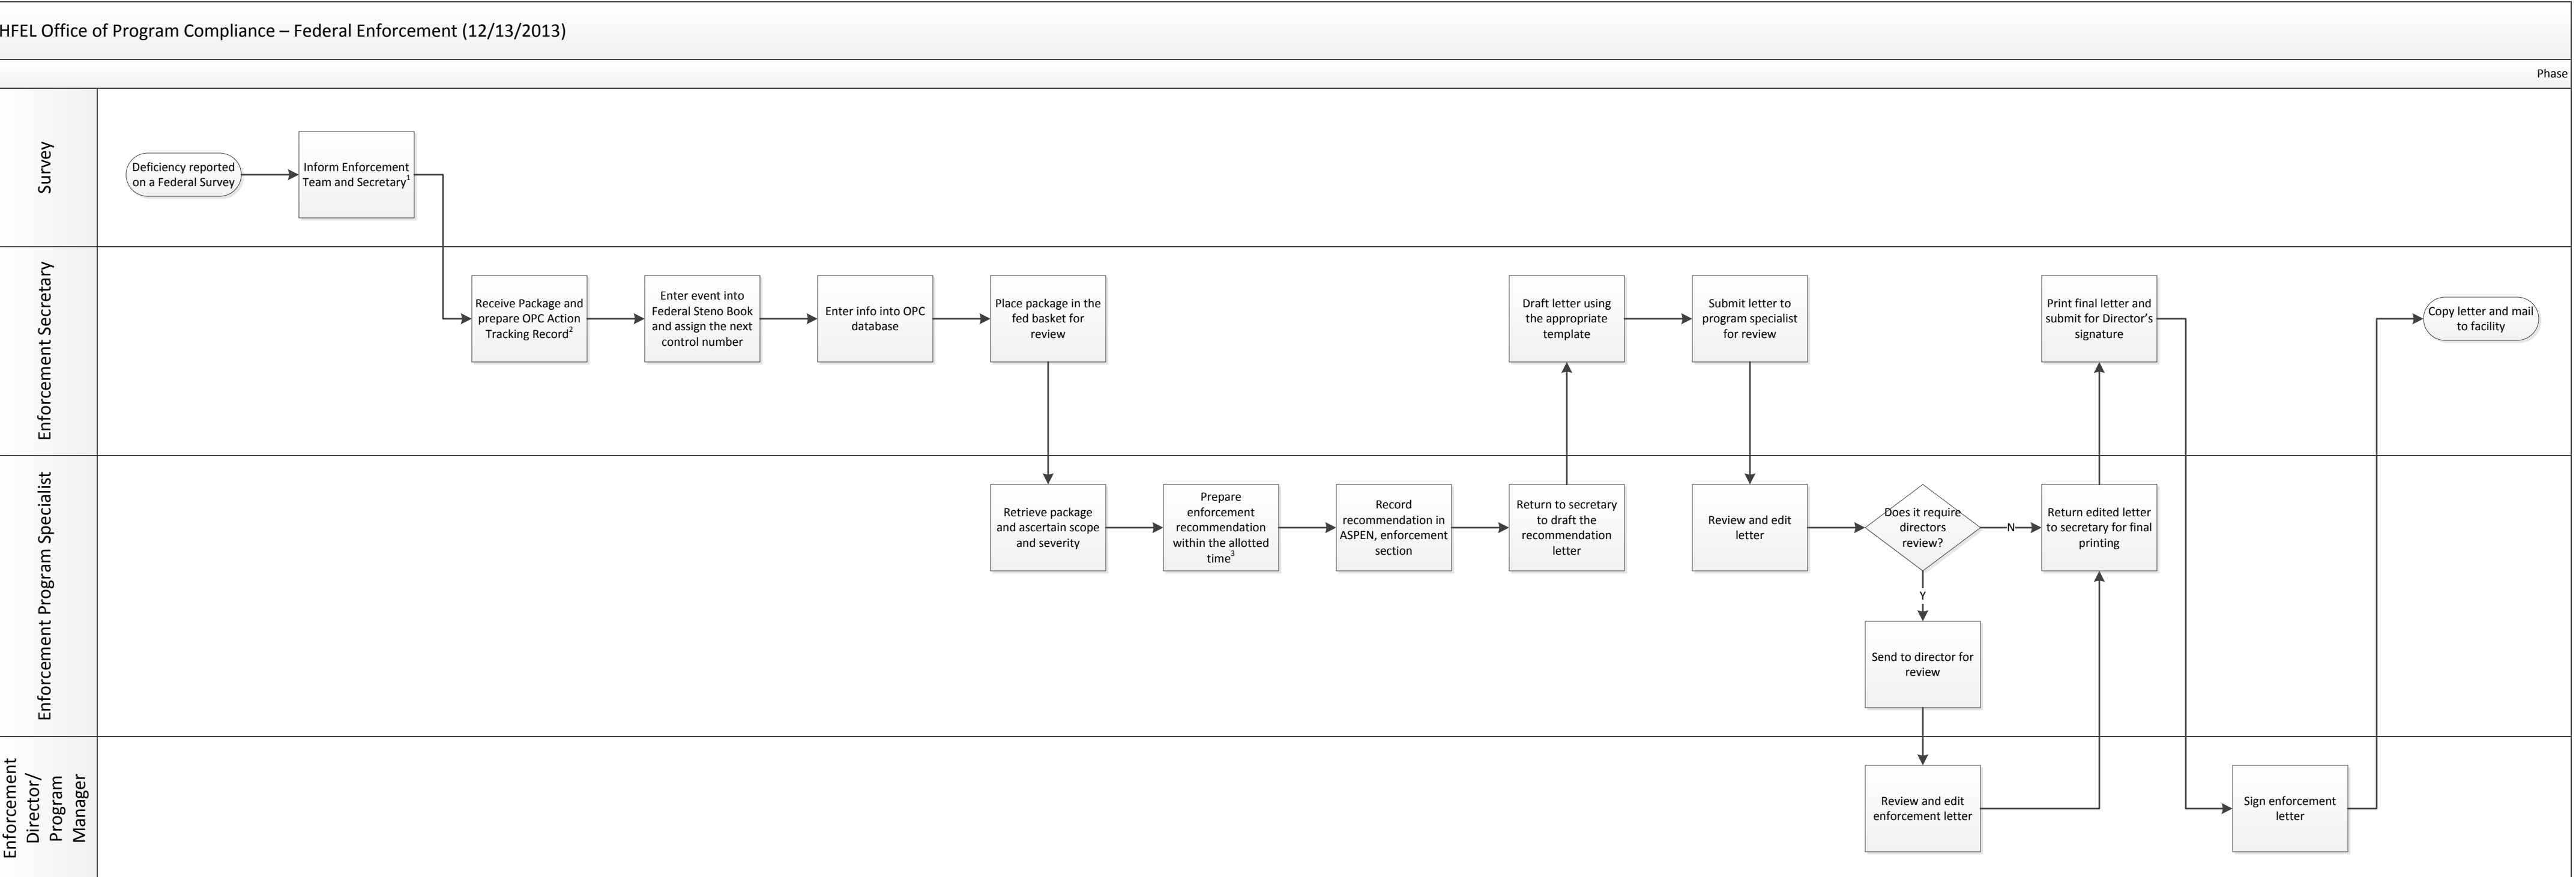 HFEL Office of Program Compliance – Federal Enforcement (12/13/2013)
Phase
Survey
Deficiency reported
on a Federal Survey
Inform Enforcement
Team and Secretary1
Enforcement Secretary
Receive Package and
prepare OPC Action
Tracking Record2
Enter event into
Federal Steno Book
and assign the next
control number
Enter info into OPC
database
Place package in the
fed basket for
review
Draft letter using
the appropriate
template
Submit letter to
program specialist
for review
Print final letter and
submit for Director’s
signature
Copy letter and mail
to facility
Enforcement Program Specialist
Retrieve package
and ascertain scope
and severity
Prepare
enforcement
recommendation
within the allotted
time3
Record
recommendation in
ASPEN, enforcement
section
Return to secretary
to draft the
recommendation
letter
Review and edit
letter
Does it require
directors
review?
N
Return edited letter
to secretary for final
printing
Y
Send to director for
review
Enforcement
Director/
Program
Manager
Review and edit
enforcement letter
Sign enforcement
letter